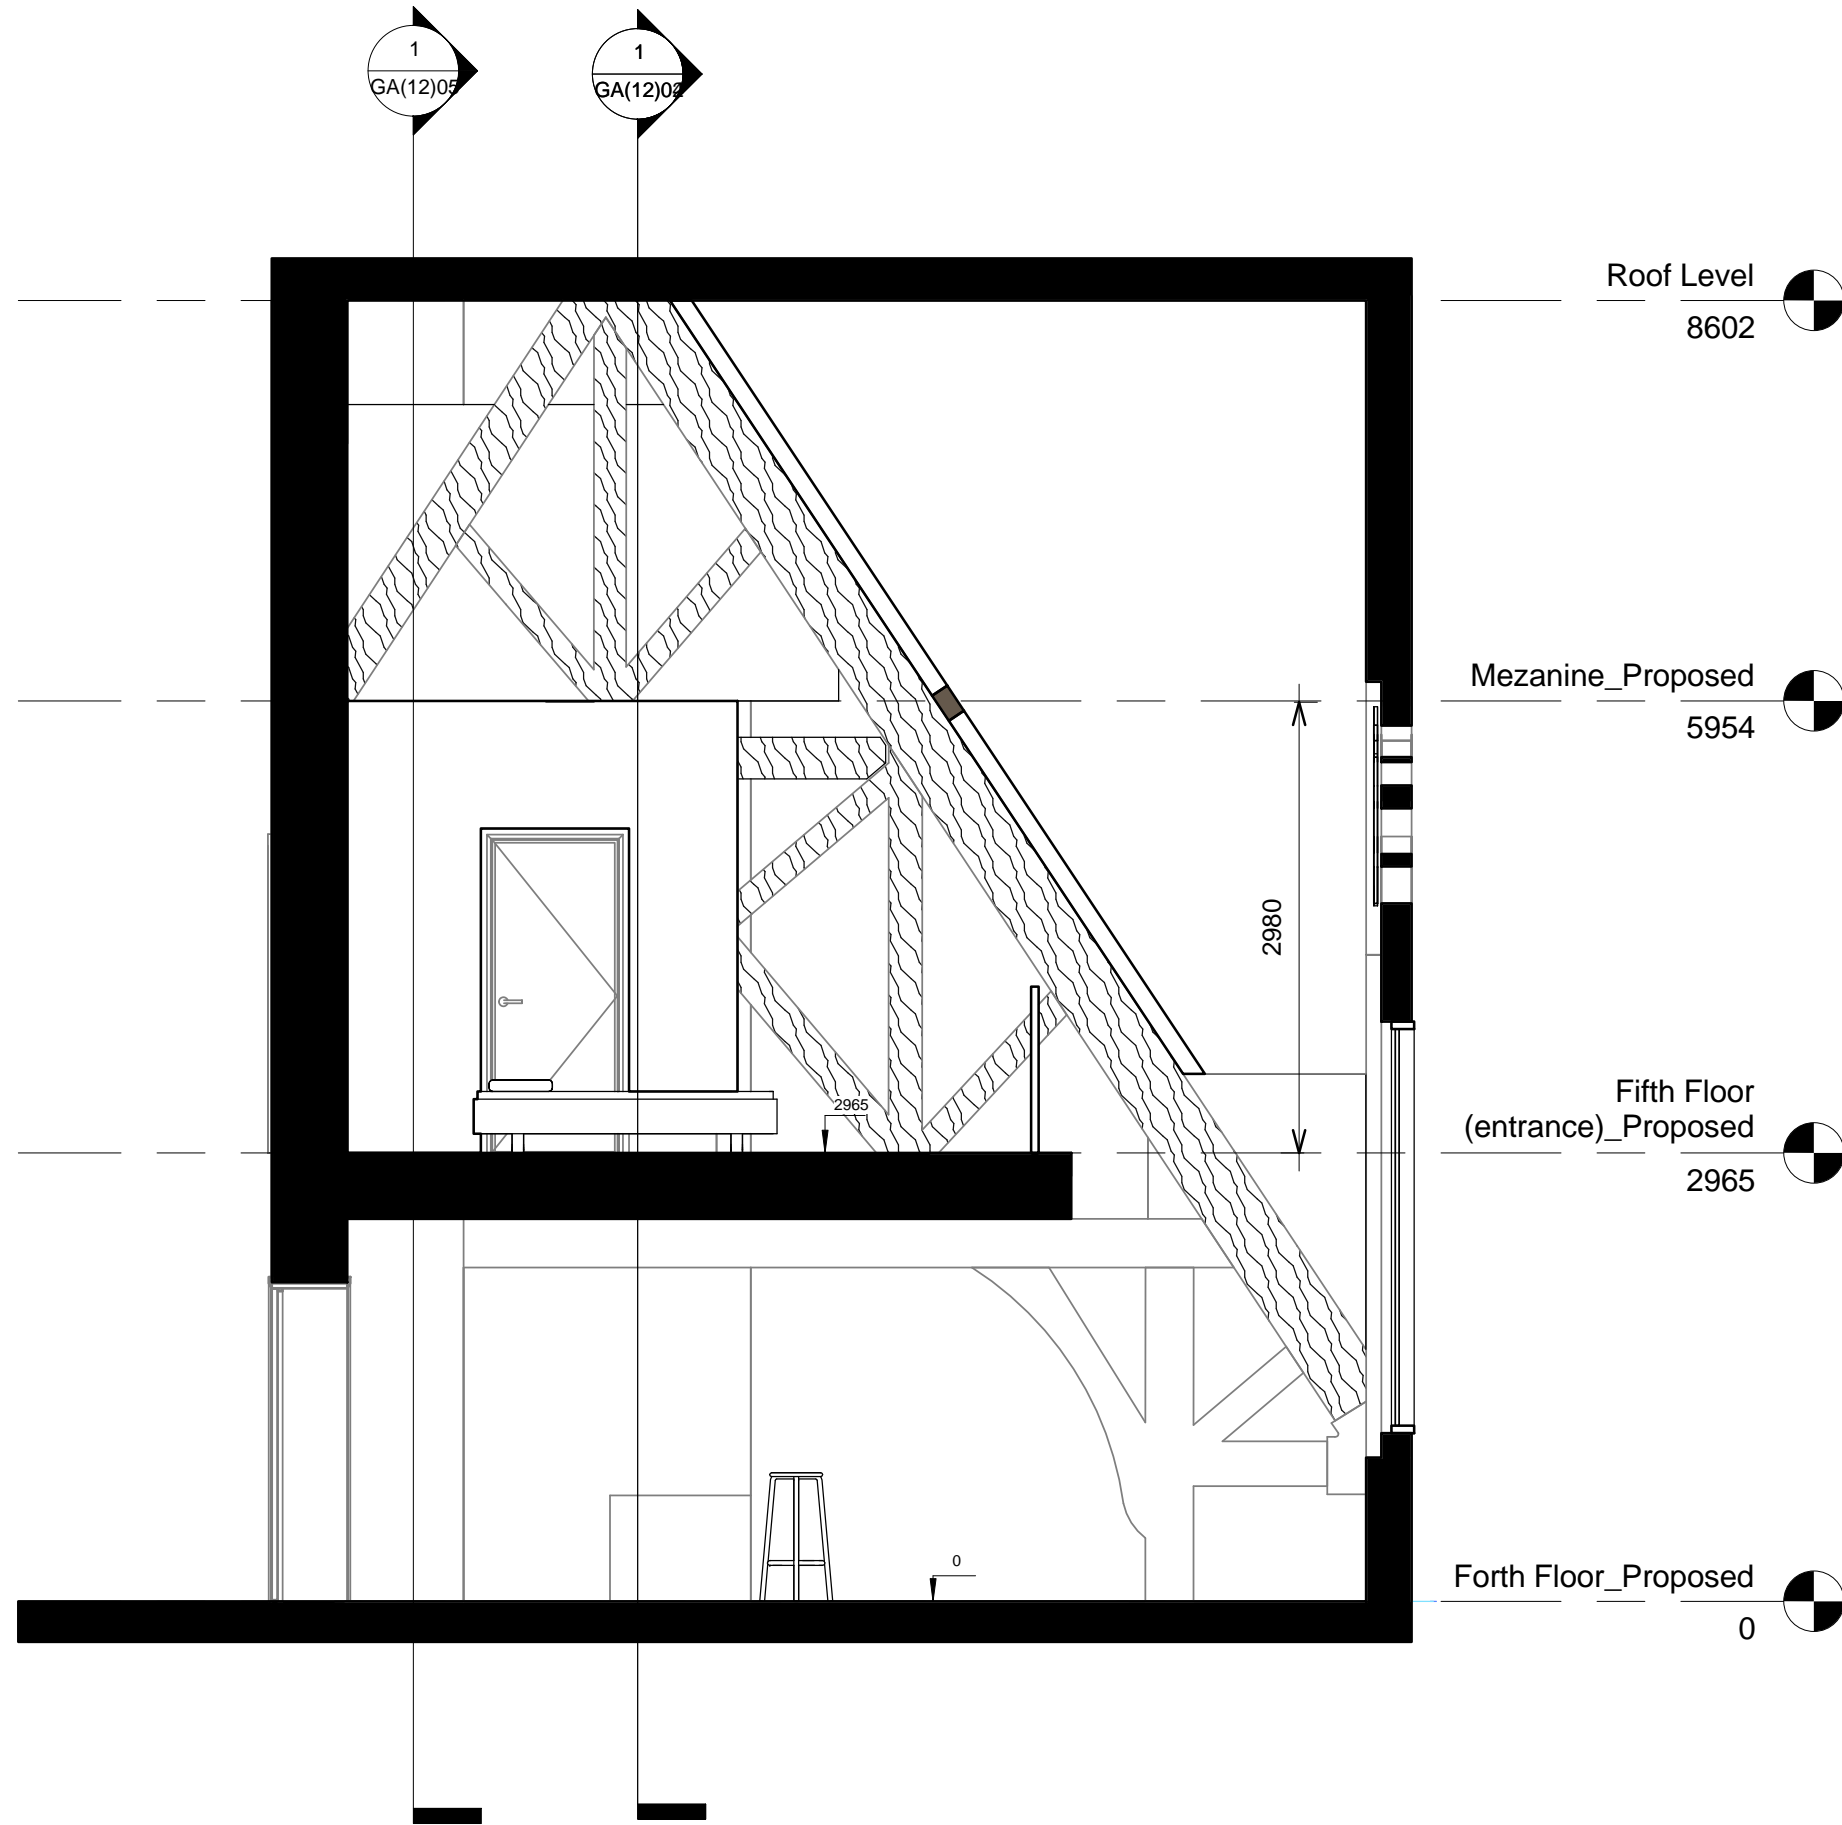 1
GA(12)05
1
GA(12)02
Roof Level
8602
Mezanine_Proposed
5954
2980
Fifth Floor
(entrance)_Proposed
2965
2965
0
Forth Floor_Proposed
0